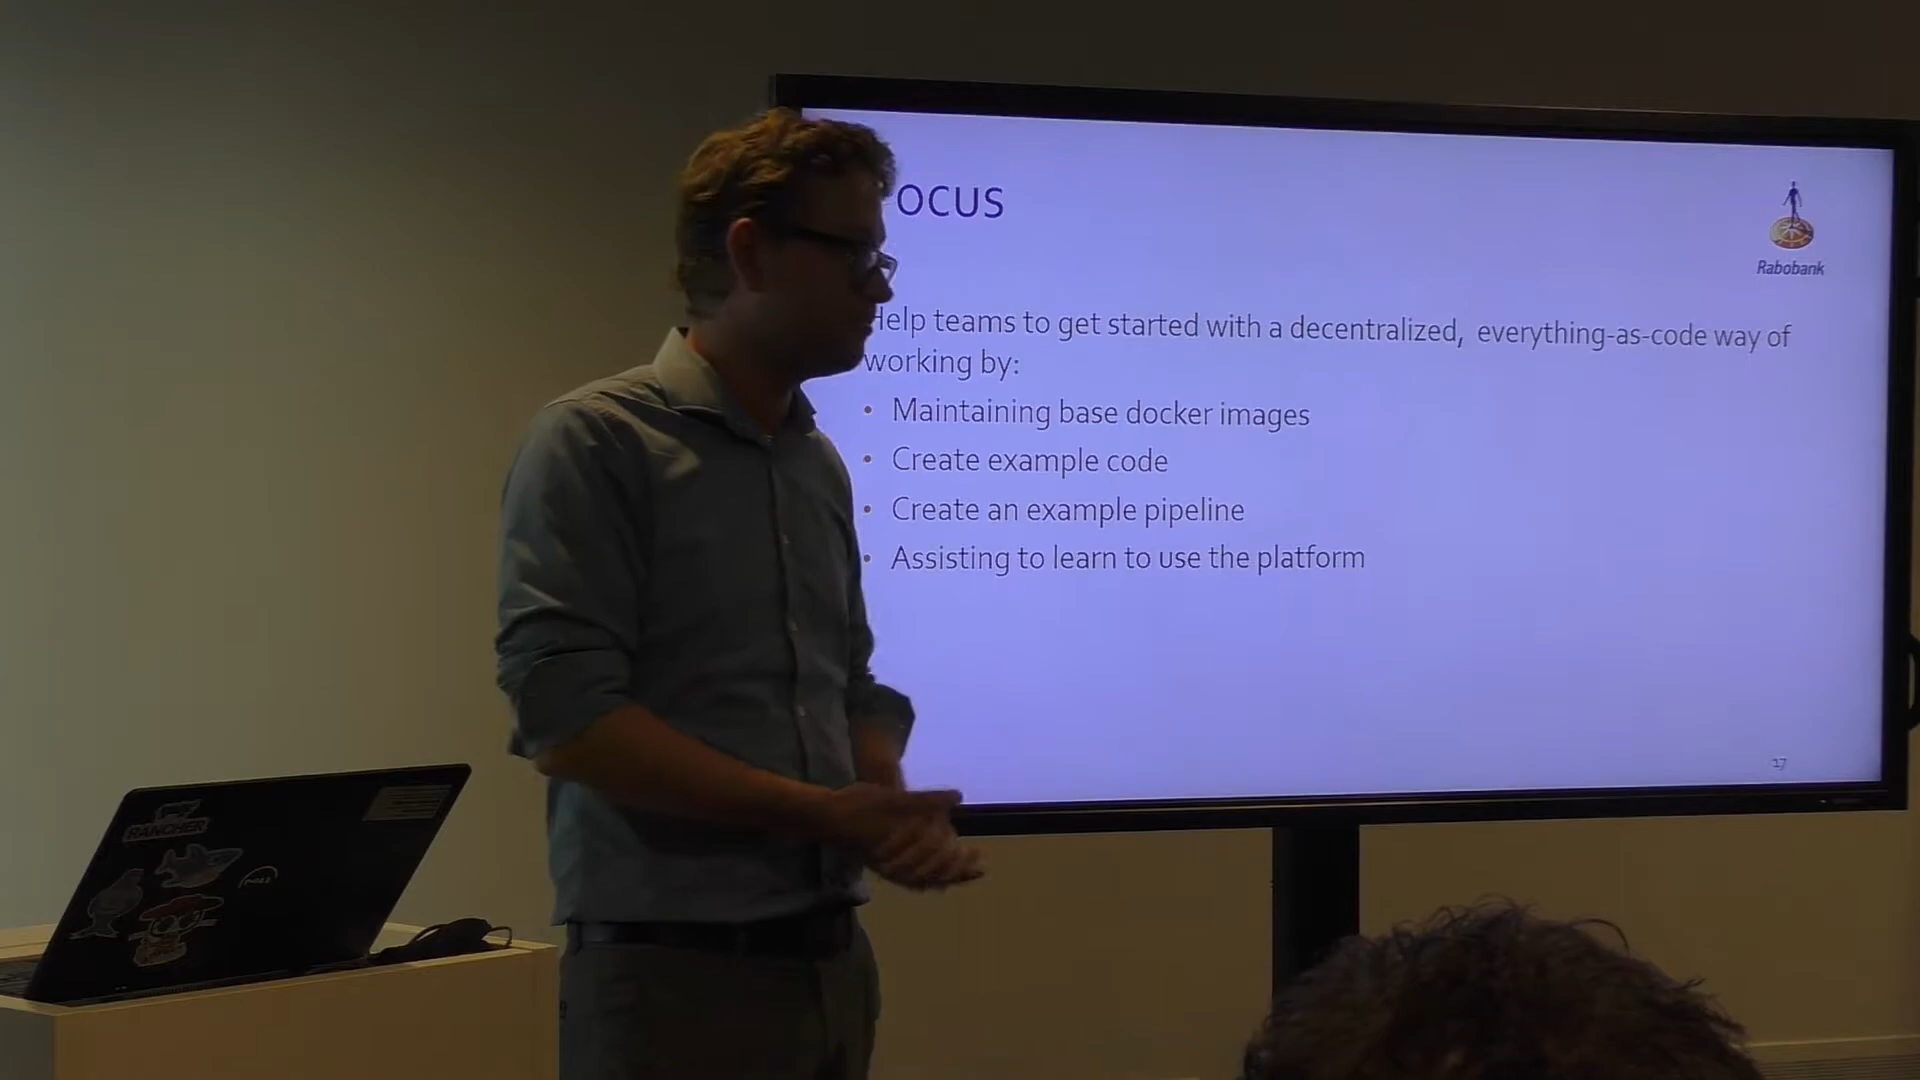 ocus
Rabobank
Help teams to get started with a decentralized, everything-as-code way of
working by:
• Maintaining base docker images
• Create example code
• Create an example pipeline
• Assisting to learn to use the platform
17
RANCHER